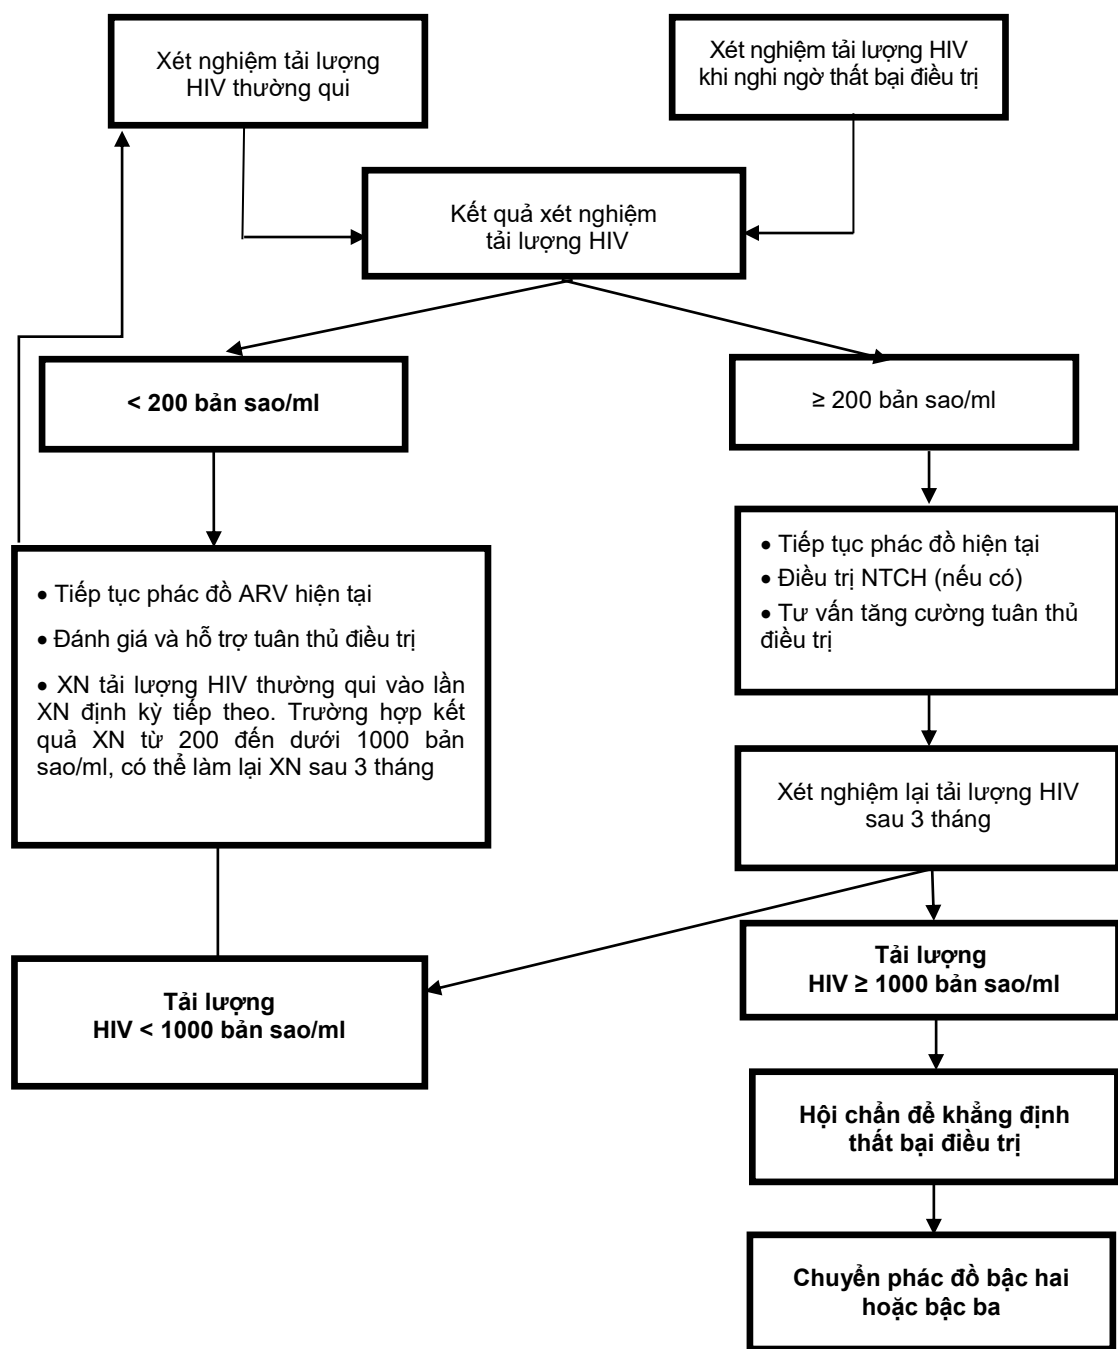 Xét nghiệm tải lượng
HIV thường qui
Xét nghiệm tải lượng HIV
khi nghi ngờ thất bại điều trị
Kết quả xét nghiệm
tải lượng HIV
< 200 bản sao/ml
≥ 200 bản sao/ml
• Tiếp tục phác đồ ARV hiện tại
• Đánh giá và hỗ trợ tuân thủ điều trị
• XN tải lượng HIV thường qui vào lần
XN định kỳ tiếp theo. Trường hợp kết
quả XN từ 200 đến dưới 1000 bản
sao/ml, có thể làm lại XN sau 3 tháng
• Tiếp tục phác đồ hiện tại
• Điều trị NTCH (nếu có)
• Tư vấn tăng cường tuân thủ
điều trị
Xét nghiệm lại tải lượng HIV
sau 3 tháng
Tải lượng
HIV < 1000 bản sao/ml
Tải lượng
HIV ≥ 1000 bản sao/ml
Hội chẩn để khẳng định
thất bại điều trị
Chuyển phác đồ bậc hai
hoặc bậc ba